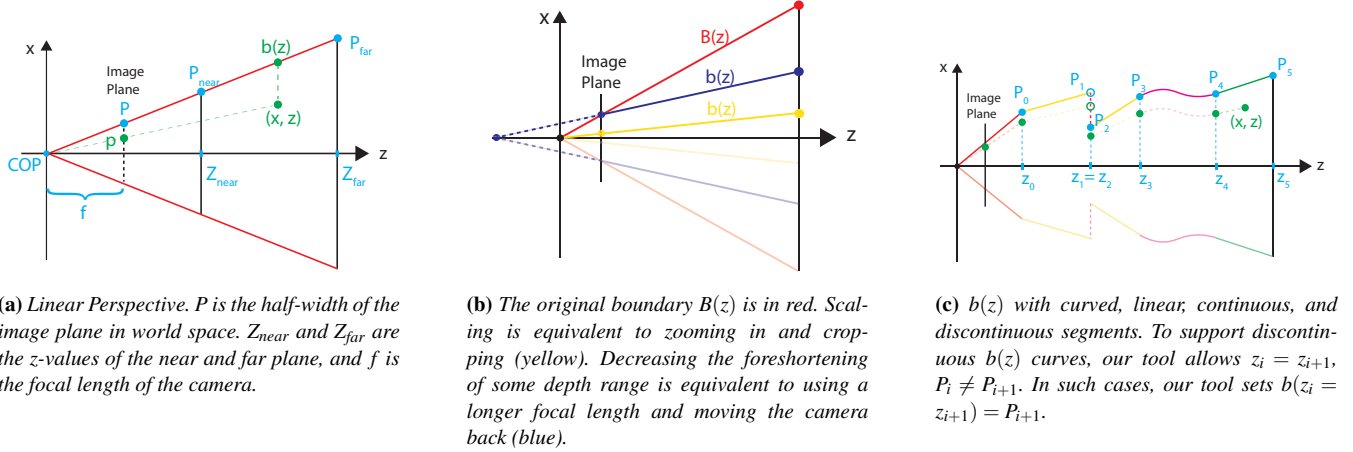 x
b(z)
P_far
P_near
Image
Plane
P
p
(x, z)
COP
z
Z_near
Z_far
f
(a) Linear Perspective. P is the half-width of the
image plane in world space. Z_near and Z_far are
the z-values of the near and far plane, and f is
the focal length of the camera.
x
B(z)
Image
Plane
b(z)
b(z)
z
(b) The original boundary B(z) is in red. Scal-
ing is equivalent to zooming in and crop-
ping (yellow). Decreasing the foreshortening
of some depth range is equivalent to using a
longer focal length and moving the camera
back (blue).
x
Image
Plane
P_0
P_1
P_2
P_3
P_4
P_5
(x, z)
z
z_0
z_1 = z_2
z_3
z_4
z_5
(c) b(z) with curved, linear, continuous, and
discontinuous segments. To support discontin-
uous b(z) curves, our tool allows z_i = z_{i+1},
P_i ≠ P_{i+1}. In such cases, our tool sets b(z_i =
z_{i+1}) = P_{i+1}.